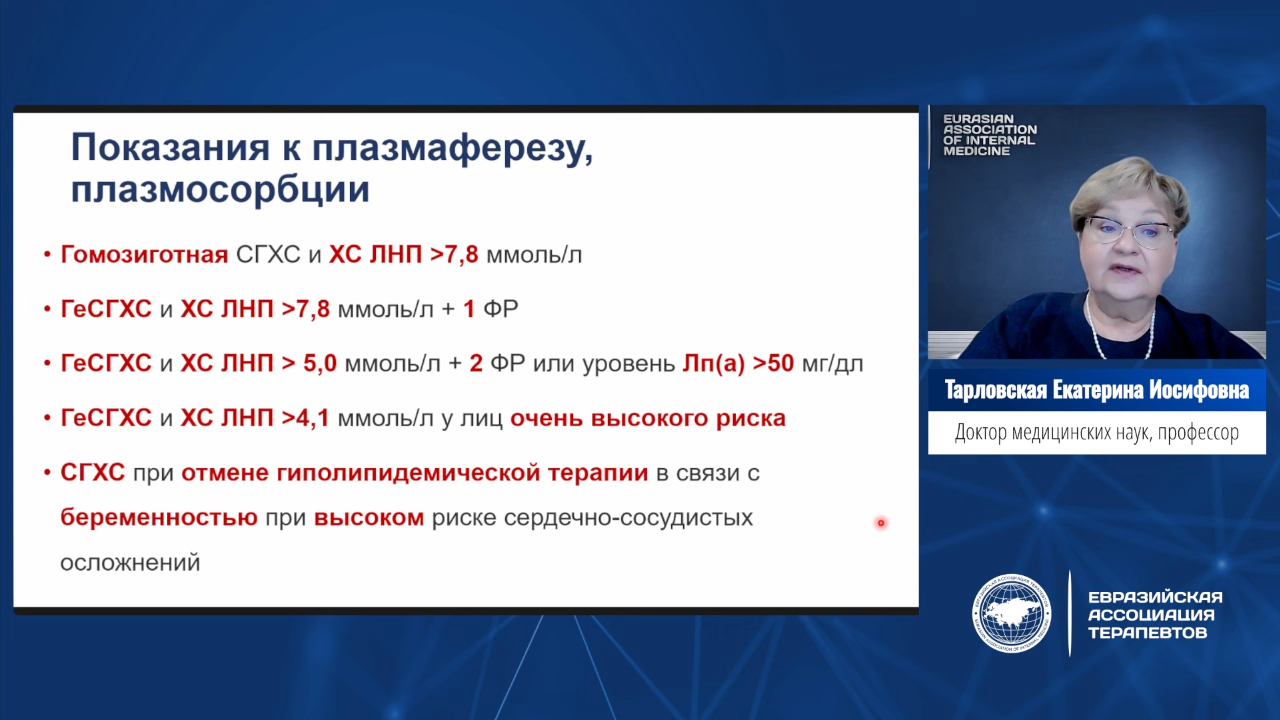 Показания к плазмаферезу,
плазмосорбции
• Гомозиготная СГХС и ХС ЛНП >7,8 ммоль/л
• ГеСГХС и ХС ЛНП >7,8 ммоль/л + 1 ФР
• ГеСГХС и ХС ЛНП > 5,0 ммоль/л + 2 ФР или уровень Лп(а) >50 мг/дл
• ГеСГХС и ХС ЛНП >4,1 ммоль/л у лиц очень высокого риска
• СГХС при отмене гиполипидемической терапии в связи с
беременностью при высоком риске сердечно-сосудистых
осложнений
EURASIAN
ASSOCIATION
OF INTERNAL
MEDICINE
Тарловская Екатерина Иосифовна
Доктор медицинских наук, профессор
ЕВРАЗИЙСКАЯ
АССОЦИАЦИЯ
ТЕРАПЕВТОВ